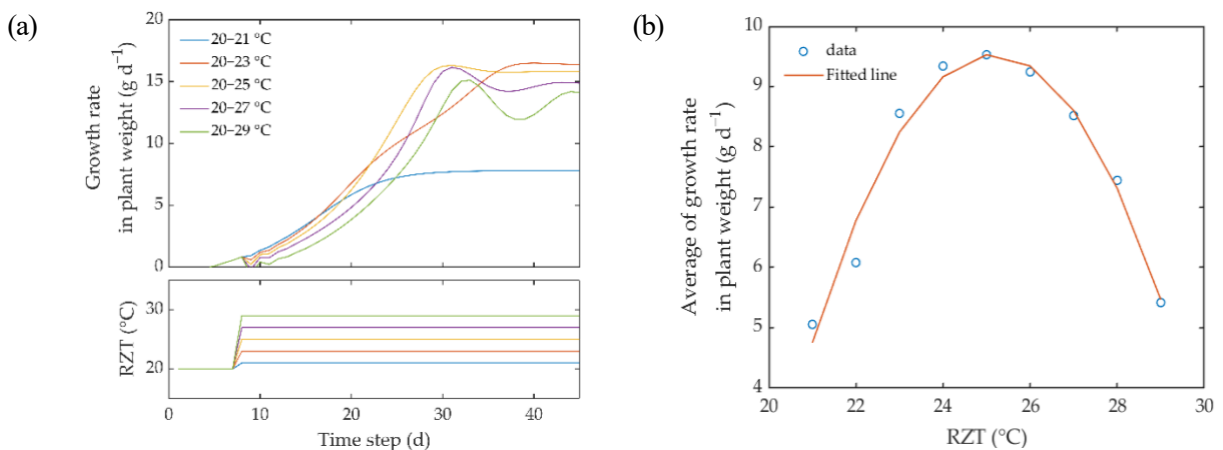 (a)
20
15
10
5
0
Growth rate
in plant weight (g d⁻¹)
20–21 °C
20–23 °C
20–25 °C
20–27 °C
20–29 °C
30
20
RZT (°C)
0 10 20 30 40
Time step (d)
(b)
10
9
8
7
6
5
4
Average of growth rate
in plant weight (g d⁻¹)
data
Fitted line
20 22 24 26 28 30
RZT (°C)